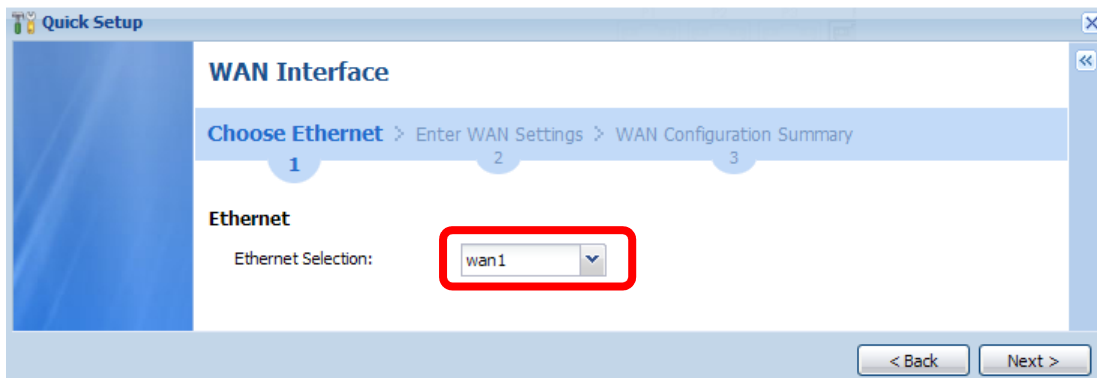 Quick Setup
WAN Interface
Choose Ethernet > Enter WAN Settings > WAN Configuration Summary
1 2 3
Ethernet
Ethernet Selection: wan1
< Back Next >